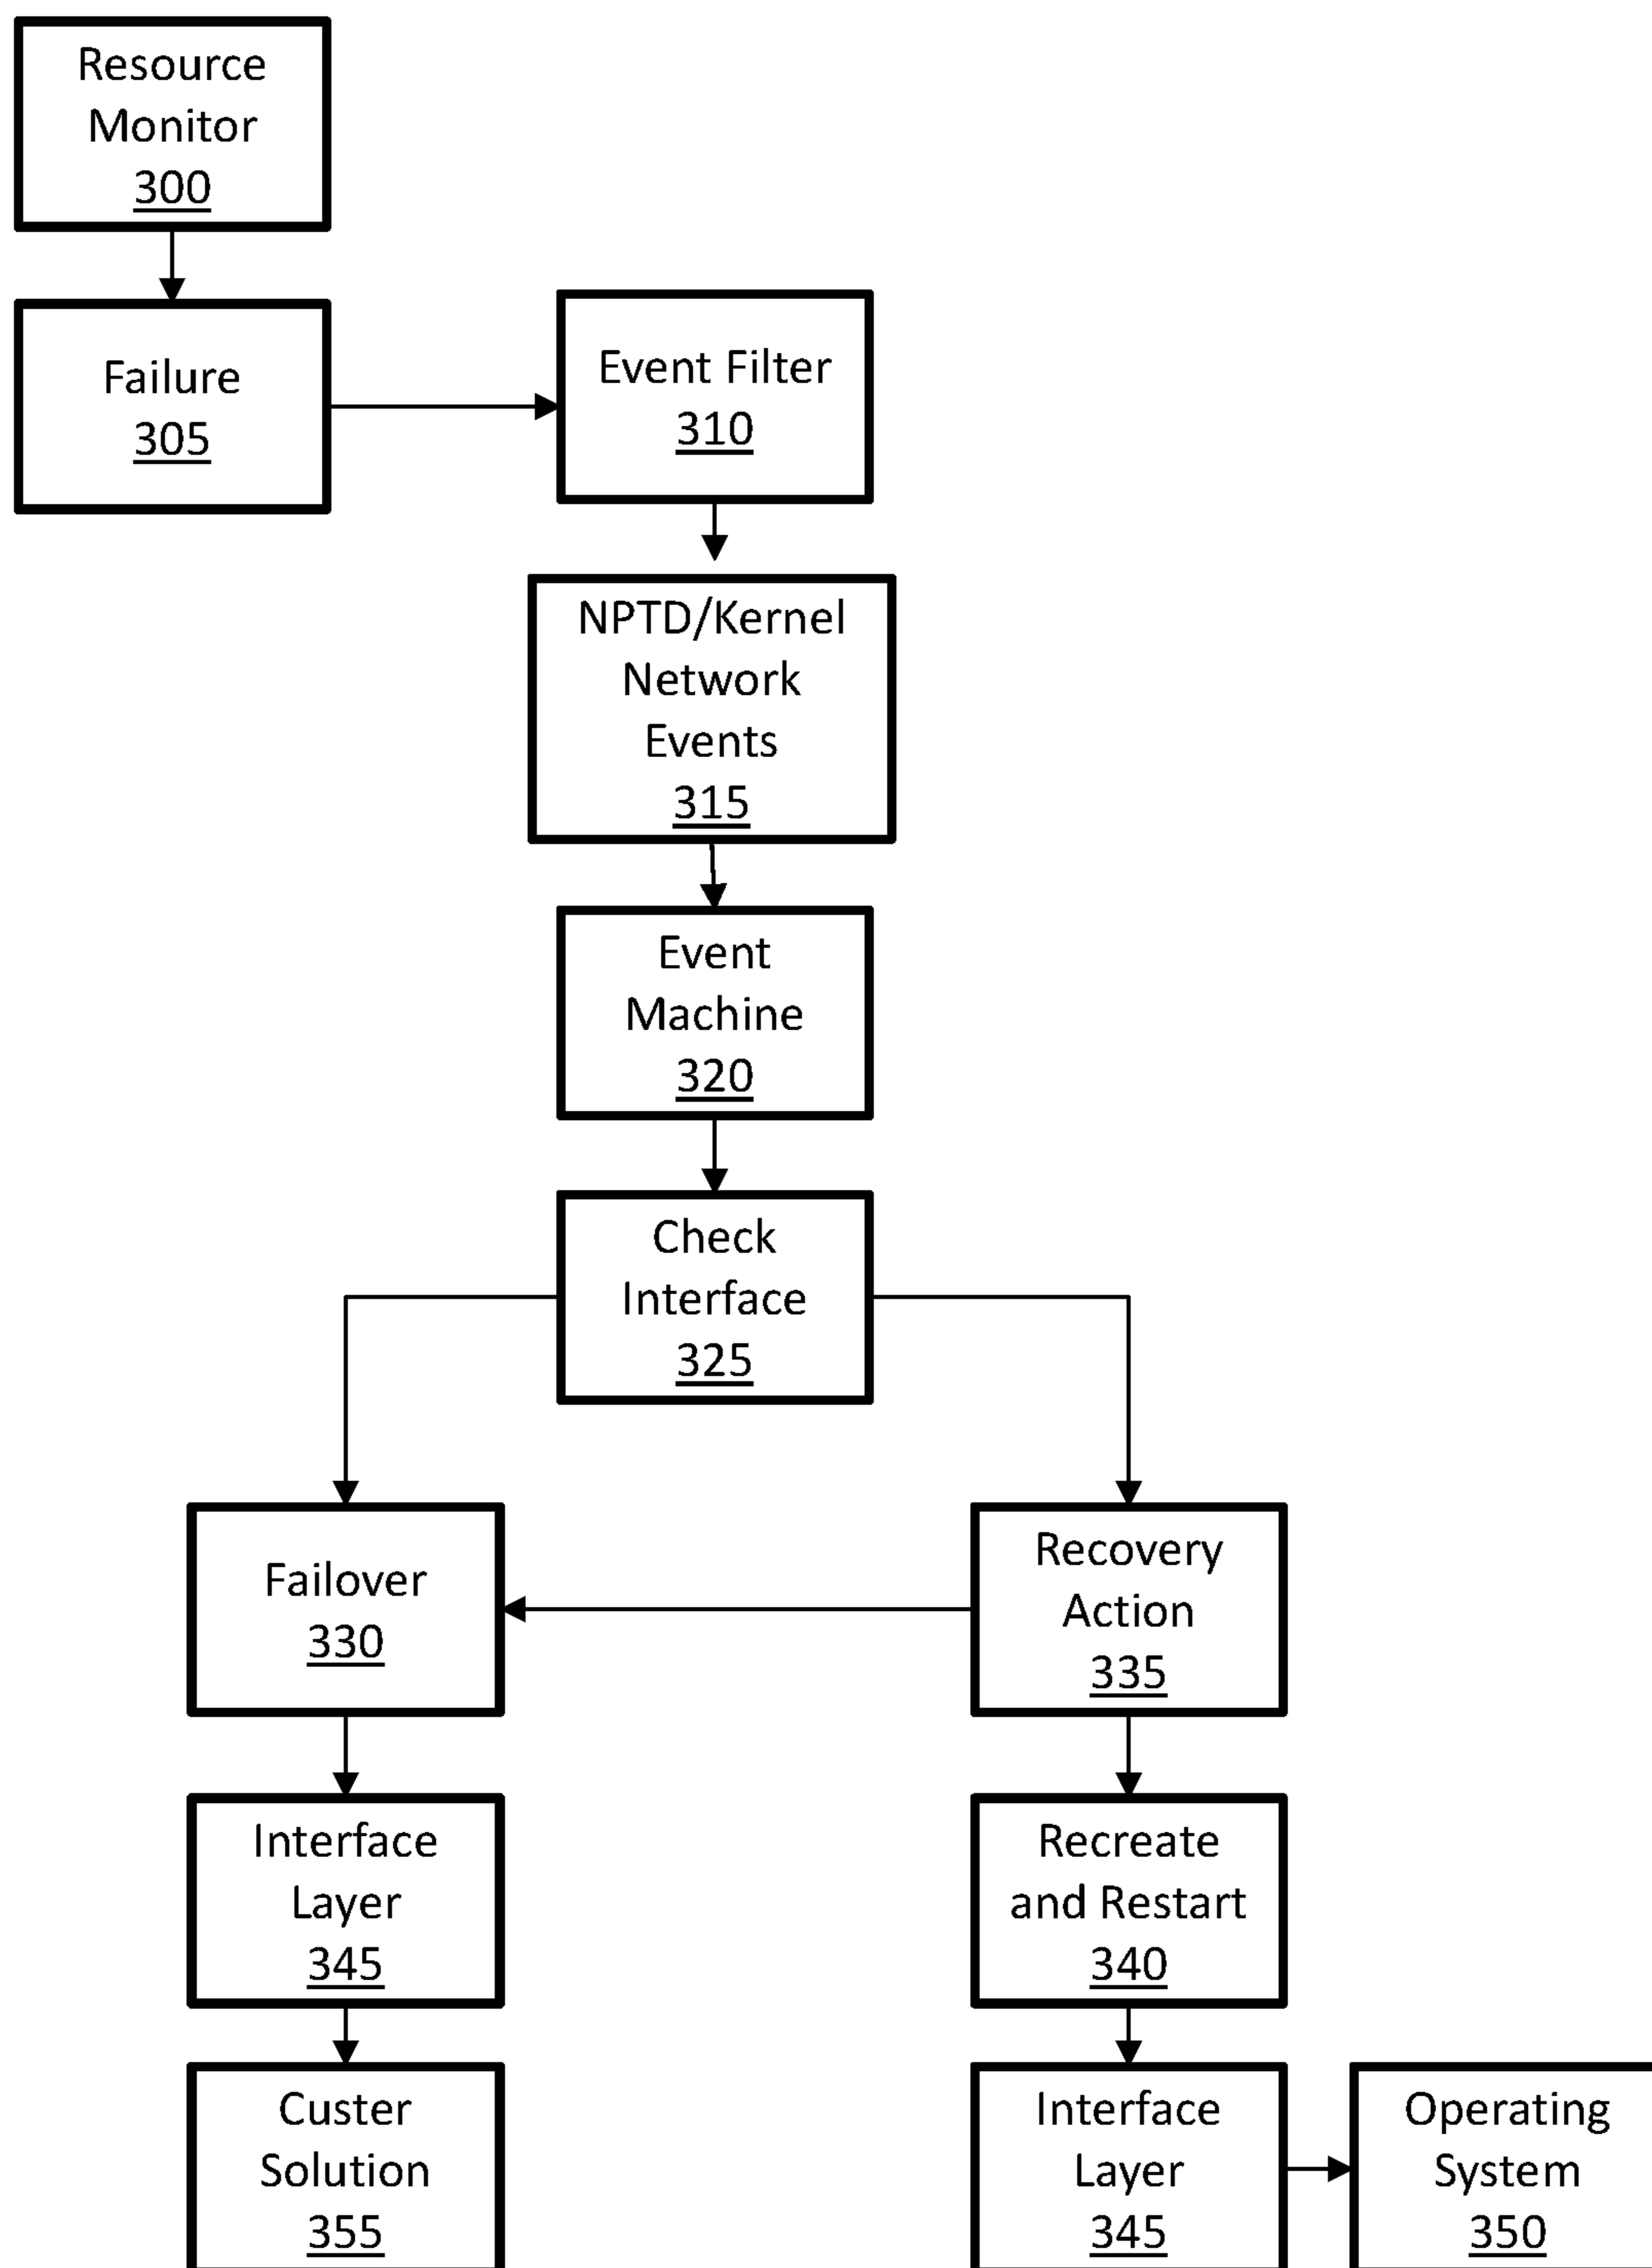 Resource
Monitor
300
Failure
305
Event Filter
310
NPTD/Kernel
Network
Events
315
Event
Machine
320
Check
Interface
325
Failover
330
Recovery
Action
335
Interface
Layer
345
Recreate
and Restart
340
Custer
Solution
355
Interface
Layer
345
Operating
System
350